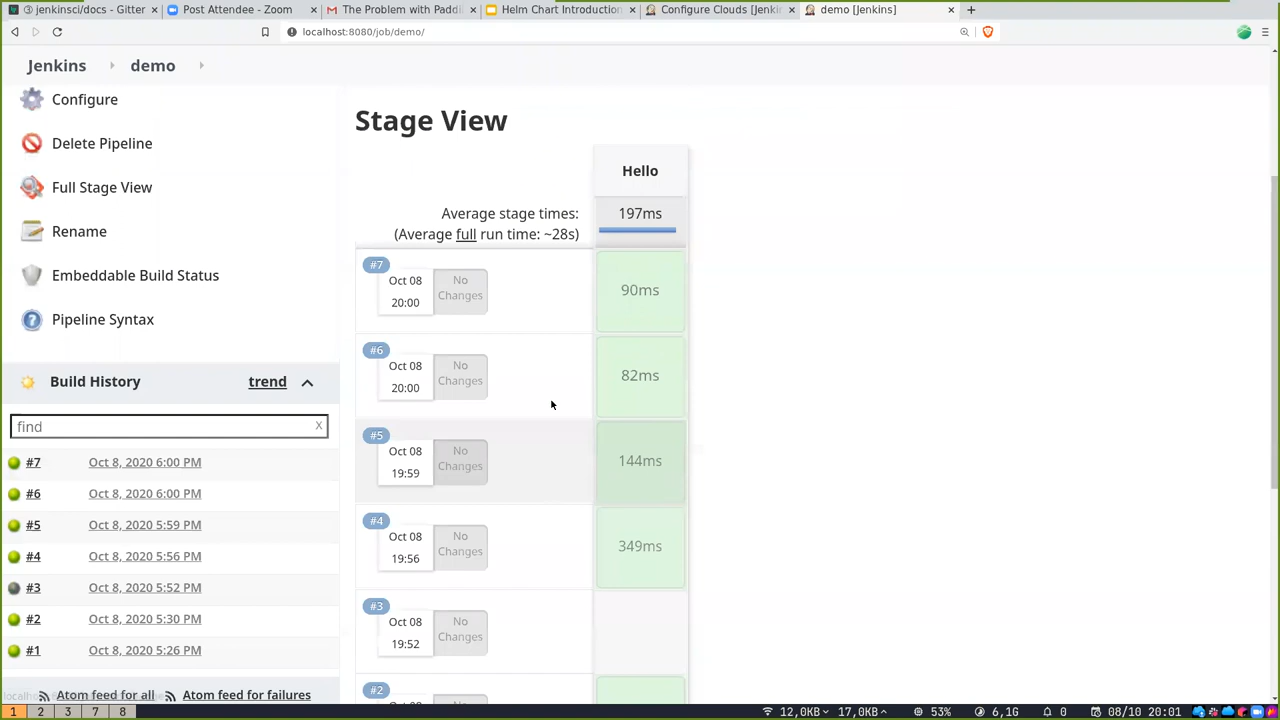 ③ jenkinsci/docs - Gitter
Post Attendee - Zoom
The Problem with Paddi
Helm Chart Introduction
Configure Clouds [Jenki
demo [Jenkins]
localhost:8080/job/demo/
Jenkins
demo
Configure
Delete Pipeline
Full Stage View
Rename
Embeddable Build Status
Pipeline Syntax
Build History
trend
find
X
#7 Oct 8, 2020 6:00 PM
#6 Oct 8, 2020 6:00 PM
#5 Oct 8, 2020 5:59 PM
#4 Oct 8, 2020 5:56 PM
#3 Oct 8, 2020 5:52 PM
#2 Oct 8, 2020 5:30 PM
#1 Oct 8, 2020 5:26 PM
Atom feed for all
Atom feed for failures
Stage View
Hello
Average stage times:
(Average full run time: ~28s)
197ms
#7
Oct 08
20:00
No
Changes
90ms
#6
Oct 08
20:00
No
Changes
82ms
#5
Oct 08
19:59
No
Changes
144ms
#4
Oct 08
19:56
No
Changes
349ms
#3
Oct 08
19:52
No
Changes
#2
1 2 3 7 8
12,0KB 17,0KB 53% 6,1G 0 08/10 20:01